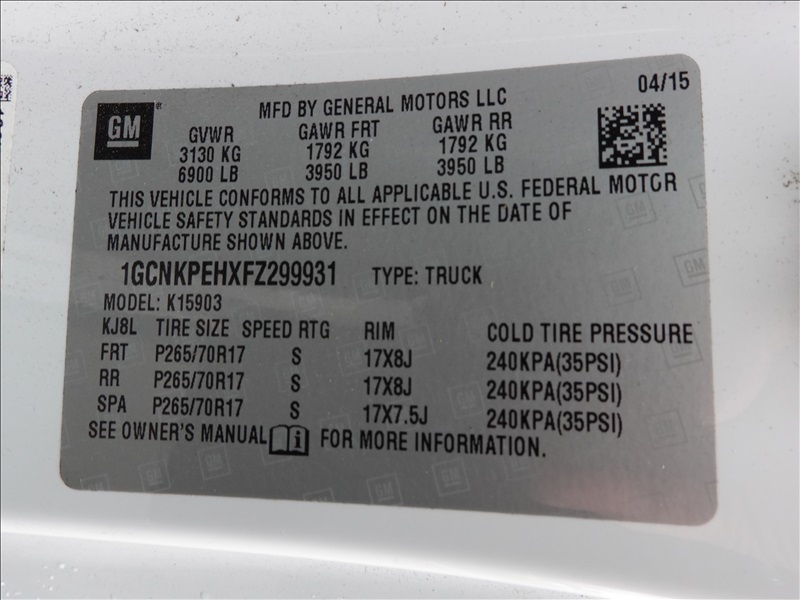 04/15
GM
MFD BY GENERAL MOTORS LLC
GVWR GAWR FRT GAWR RR
3130 KG 1792 KG 1792 KG
6900 LB 3950 LB 3950 LB
THIS VEHICLE CONFORMS TO ALL APPLICABLE U.S. FEDERAL MOTOR
VEHICLE SAFETY STANDARDS IN EFFECT ON THE DATE OF
MANUFACTURE SHOWN ABOVE.
1GCNKPEHXFZ299931 TYPE: TRUCK
MODEL: K15903
KJ8L TIRE SIZE SPEED RTG RIM COLD TIRE PRESSURE
FRT P265/70R17 S 17X8J 240KPA(35PSI)
RR P265/70R17 S 17X8J 240KPA(35PSI)
SPA P265/70R17 S 17X7.5J 240KPA(35PSI)
SEE OWNER'S MANUAL FOR MORE INFORMATION.